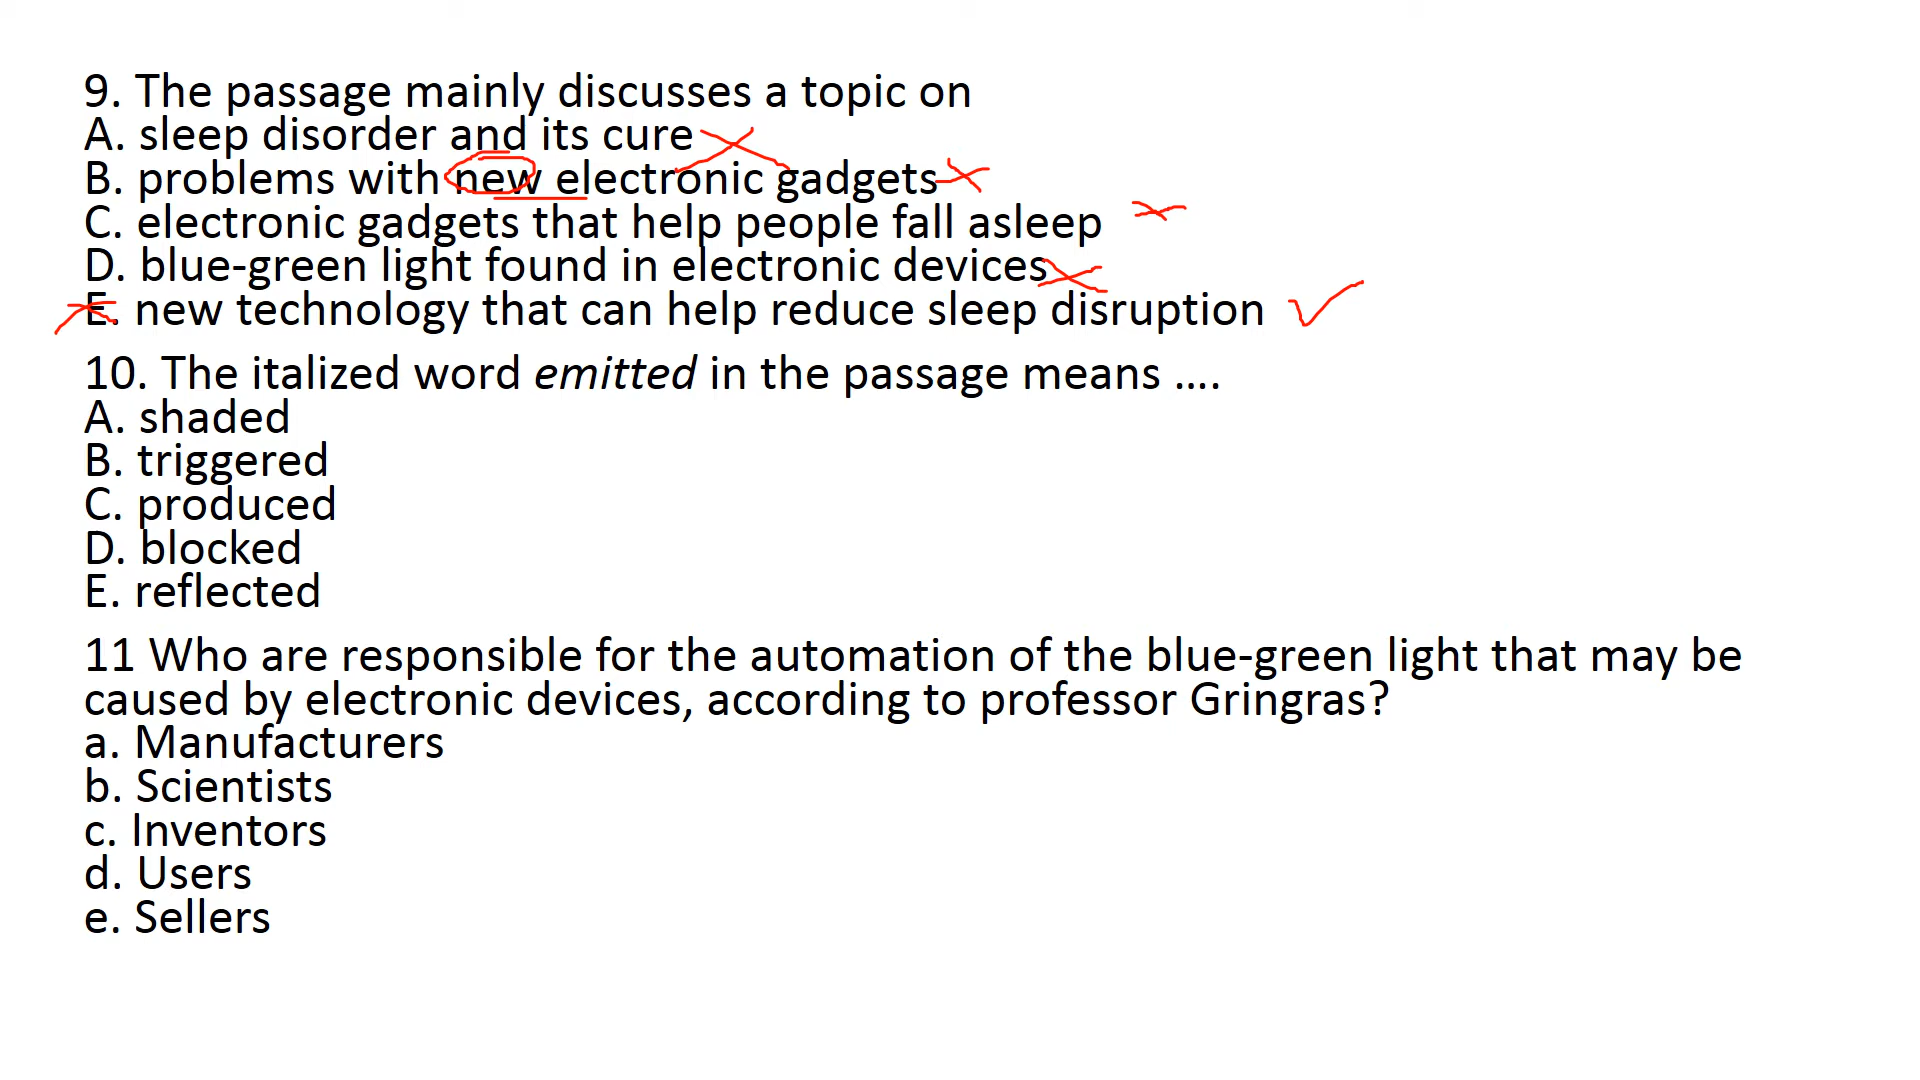 9. The passage mainly discusses a topic on
A. sleep disorder and its cure
B. problems with new electronic gadgets
C. electronic gadgets that help people fall asleep
D. blue-green light found in electronic devices
E. new technology that can help reduce sleep disruption
10. The italized word emitted in the passage means ....
A. shaded
B. triggered
C. produced
D. blocked
E. reflected
11 Who are responsible for the automation of the blue-green light that may be
caused by electronic devices, according to professor Gringras?
a. Manufacturers
b. Scientists
c. Inventors
d. Users
e. Sellers